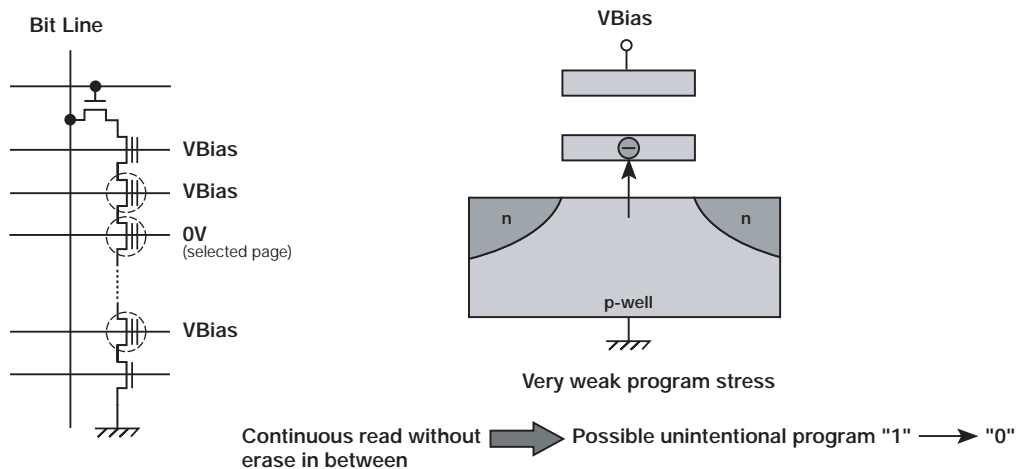 Bit Line
VBias
VBias
0V
(selected page)
VBias
VBias
−
n
n
p-well
Very weak program stress
Continuous read without
erase in between
Possible unintentional program "1" → "0"